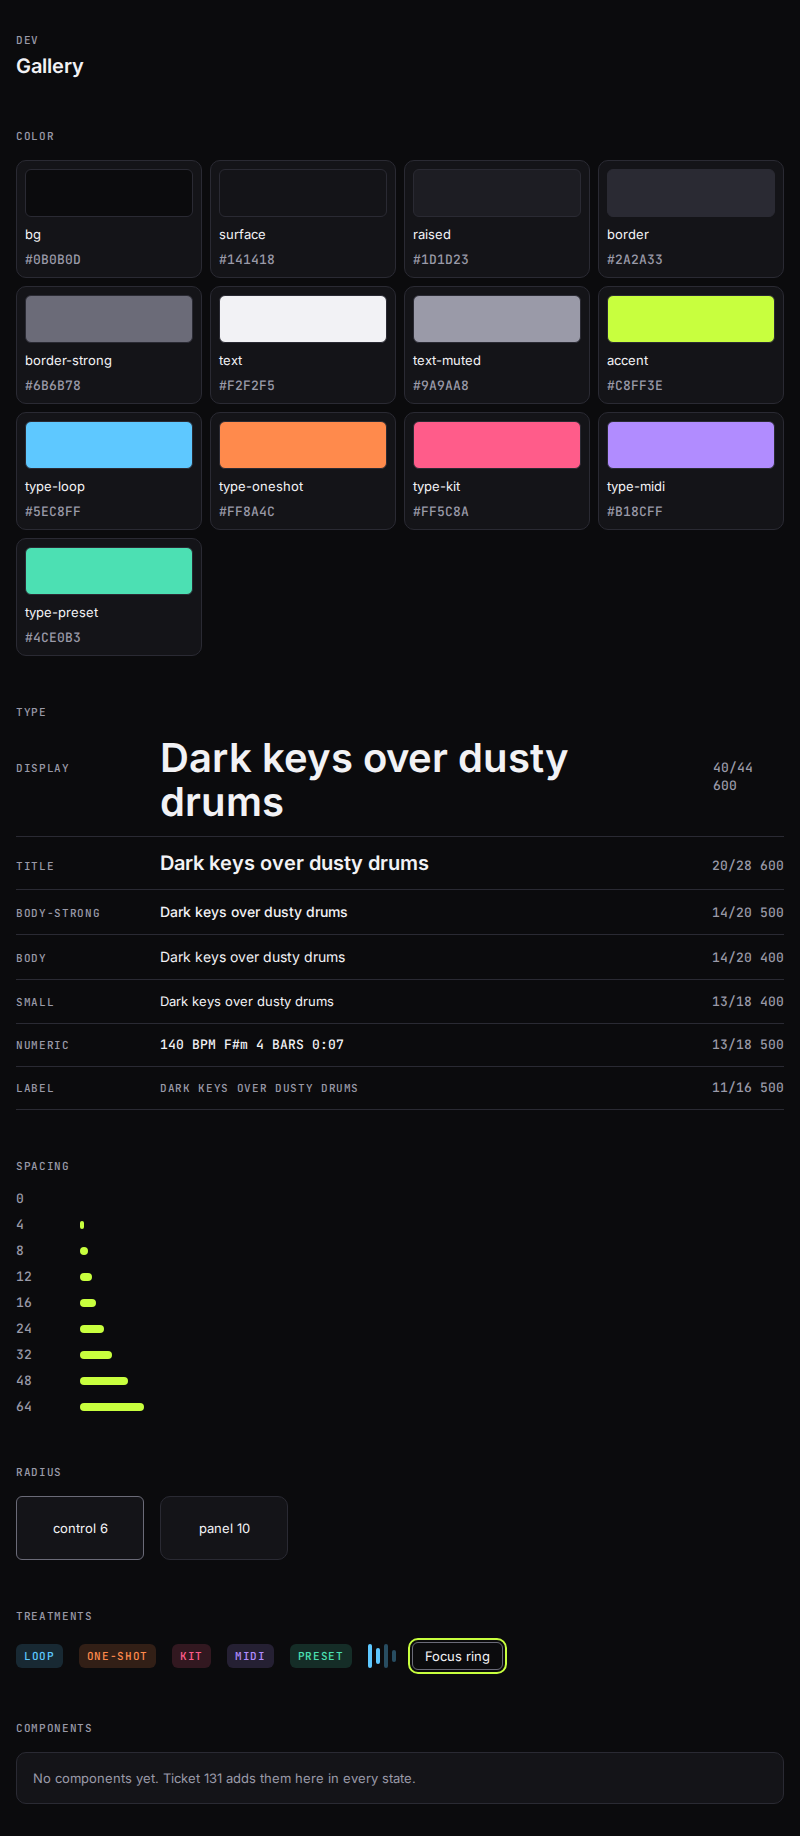 DEV
Gallery
COLOR
bg
#0B0B0D
surface
#141418
raised
#1D1D23
border
#2A2A33
border-strong
#6B6B78
text
#F2F2F5
text-muted
#9A9AA8
accent
#C8FF3E
type-loop
#5EC8FF
type-oneshot
#FF8A4C
type-kit
#FF5C8A
type-midi
#B18CFF
type-preset
#4CE0B3
TYPE
DISPLAY
Dark keys over dusty
drums
40/44
600
TITLE
Dark keys over dusty drums
20/28 600
BODY-STRONG
Dark keys over dusty drums
14/20 500
BODY
Dark keys over dusty drums
14/20 400
SMALL
Dark keys over dusty drums
13/18 400
NUMERIC
140 BPM F#m 4 BARS 0:07
13/18 500
LABEL
DARK KEYS OVER DUSTY DRUMS
11/16 500
SPACING
0
4
8
12
16
24
32
48
64
RADIUS
control 6
panel 10
TREATMENTS
LOOP
ONE-SHOT
KIT
MIDI
PRESET
Focus ring
COMPONENTS
No components yet. Ticket 131 adds them here in every state.